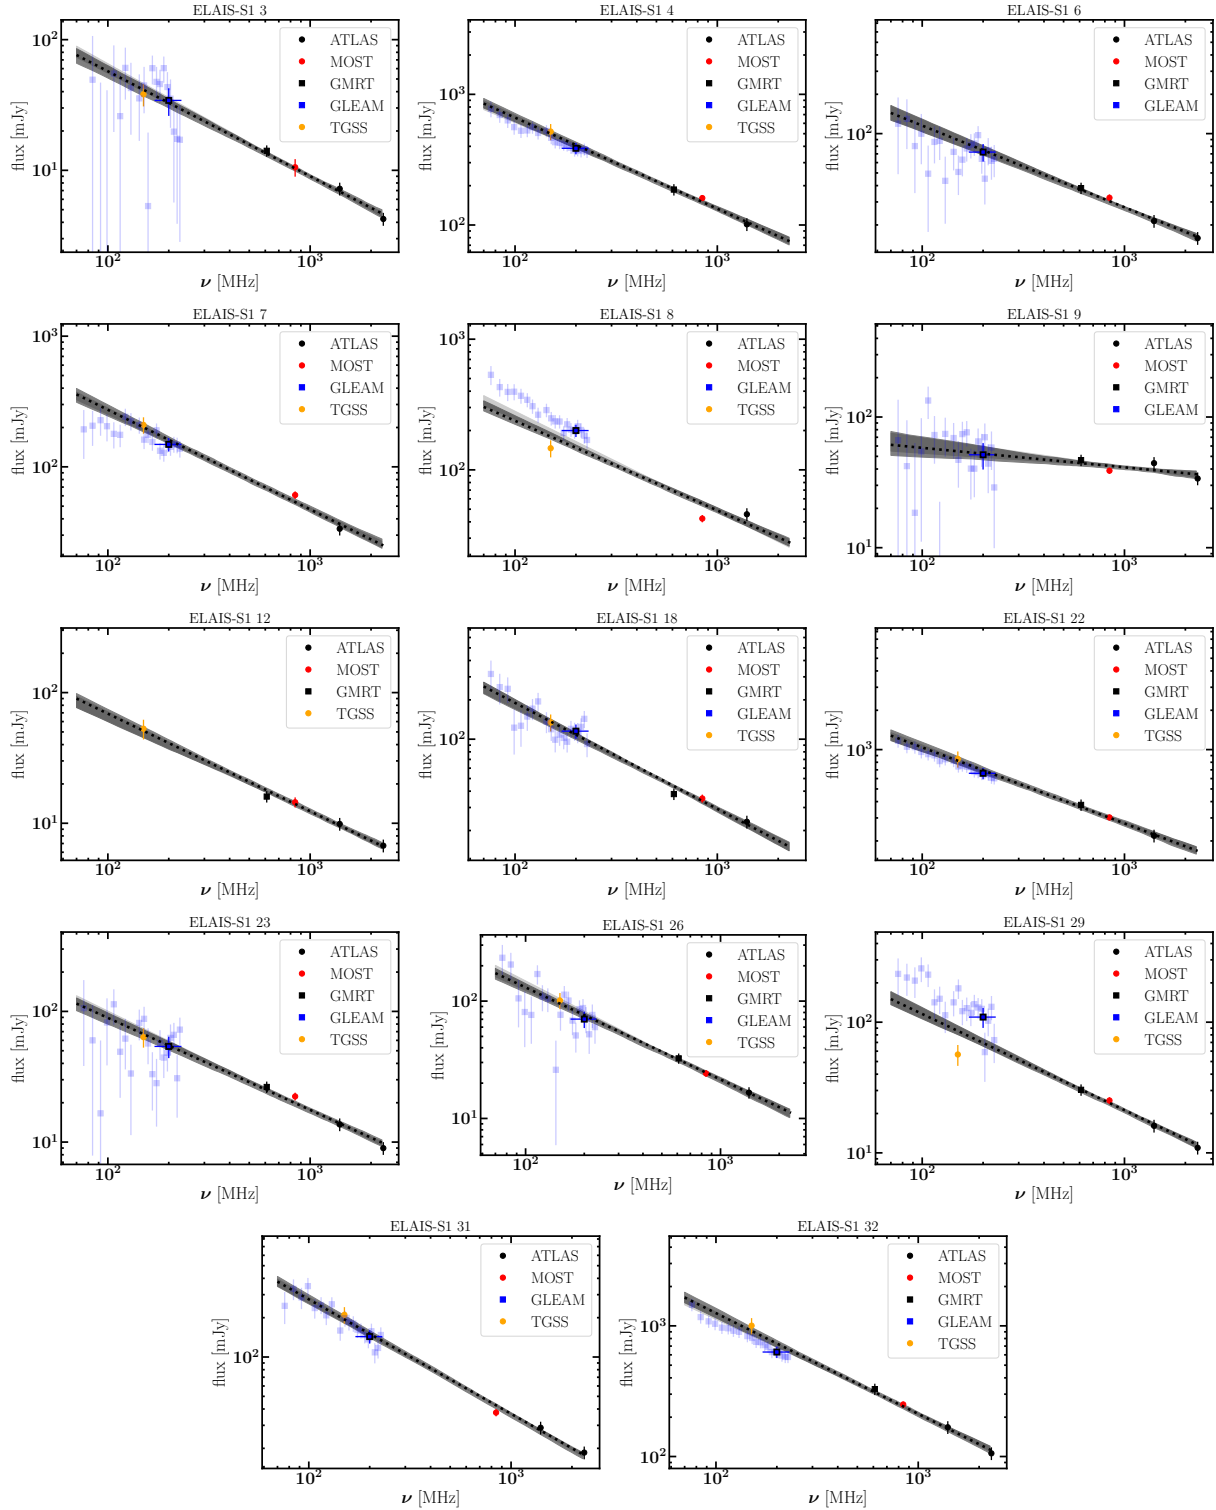 ELAIS-S1 3
ELAIS-S1 4
ELAIS-S1 6
10²
10¹
flux [mJy]
ATLAS
MOST
GMRT
GLEAM
TGSS
10² 10³
ν [MHz]
10³
10²
flux [mJy]
ATLAS
MOST
GMRT
GLEAM
TGSS
10² 10³
ν [MHz]
10²
flux [mJy]
ATLAS
MOST
GMRT
GLEAM
10² 10³
ν [MHz]
ELAIS-S1 7
ELAIS-S1 8
ELAIS-S1 9
10³
10²
flux [mJy]
ATLAS
MOST
GLEAM
TGSS
10² 10³
ν [MHz]
10³
10²
flux [mJy]
ATLAS
MOST
GLEAM
TGSS
10² 10³
ν [MHz]
10²
10¹
flux [mJy]
ATLAS
MOST
GMRT
GLEAM
10² 10³
ν [MHz]
ELAIS-S1 12
ELAIS-S1 18
ELAIS-S1 22
10²
10¹
flux [mJy]
ATLAS
MOST
GMRT
TGSS
10² 10³
ν [MHz]
10²
flux [mJy]
ATLAS
MOST
GMRT
GLEAM
TGSS
10² 10³
ν [MHz]
10³
flux [mJy]
ATLAS
MOST
GMRT
GLEAM
TGSS
10² 10³
ν [MHz]
ELAIS-S1 23
ELAIS-S1 26
ELAIS-S1 29
10²
10¹
flux [mJy]
ATLAS
MOST
GMRT
GLEAM
TGSS
10² 10³
ν [MHz]
10²
10¹
flux [mJy]
ATLAS
MOST
GMRT
GLEAM
TGSS
10² 10³
ν [MHz]
10²
10¹
flux [mJy]
ATLAS
MOST
GMRT
GLEAM
TGSS
10² 10³
ν [MHz]
ELAIS-S1 31
ELAIS-S1 32
10²
flux [mJy]
ATLAS
MOST
GLEAM
TGSS
10² 10³
ν [MHz]
10³
10²
flux [mJy]
ATLAS
MOST
GMRT
GLEAM
TGSS
10² 10³
ν [MHz]